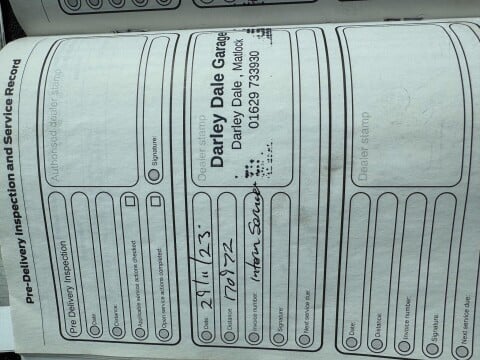 Pre-Delivery Inspection and Service Record
Pre Delivery Inspection
Date:
Distance:
Applicable service actions checked
Open service actions completed
Authorised dealer stamp
Signature:
Date: 29/11/23
Distance: 170972
Invoice number: Interm Service
Signature:
Next service due:
Dealer stamp
Darley Dale Garage
Darley Dale , Matlock
01629 733930
Date:
Distance:
Invoice number:
Signature:
Next service due:
Dealer stamp